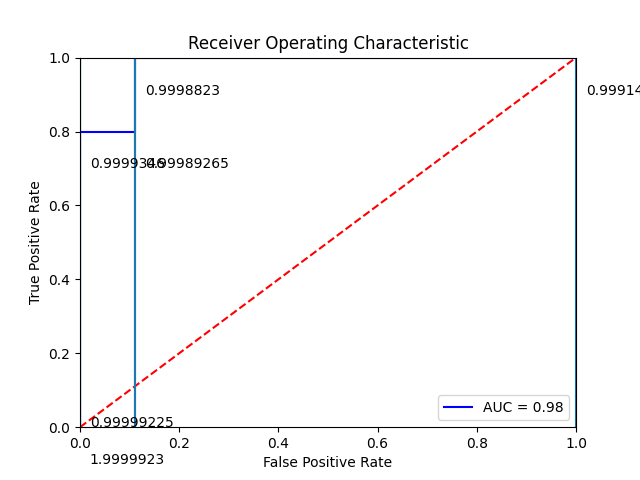 Receiver Operating Characteristic
1.0
0.9998823
0.99914
0.8
0.9999346
0.99989265
0.6
True Positive Rate
0.4
0.2
AUC = 0.98
0.99999225
0.0
0.0 0.2 0.4 0.6 0.8 1.0
1.9999923
False Positive Rate